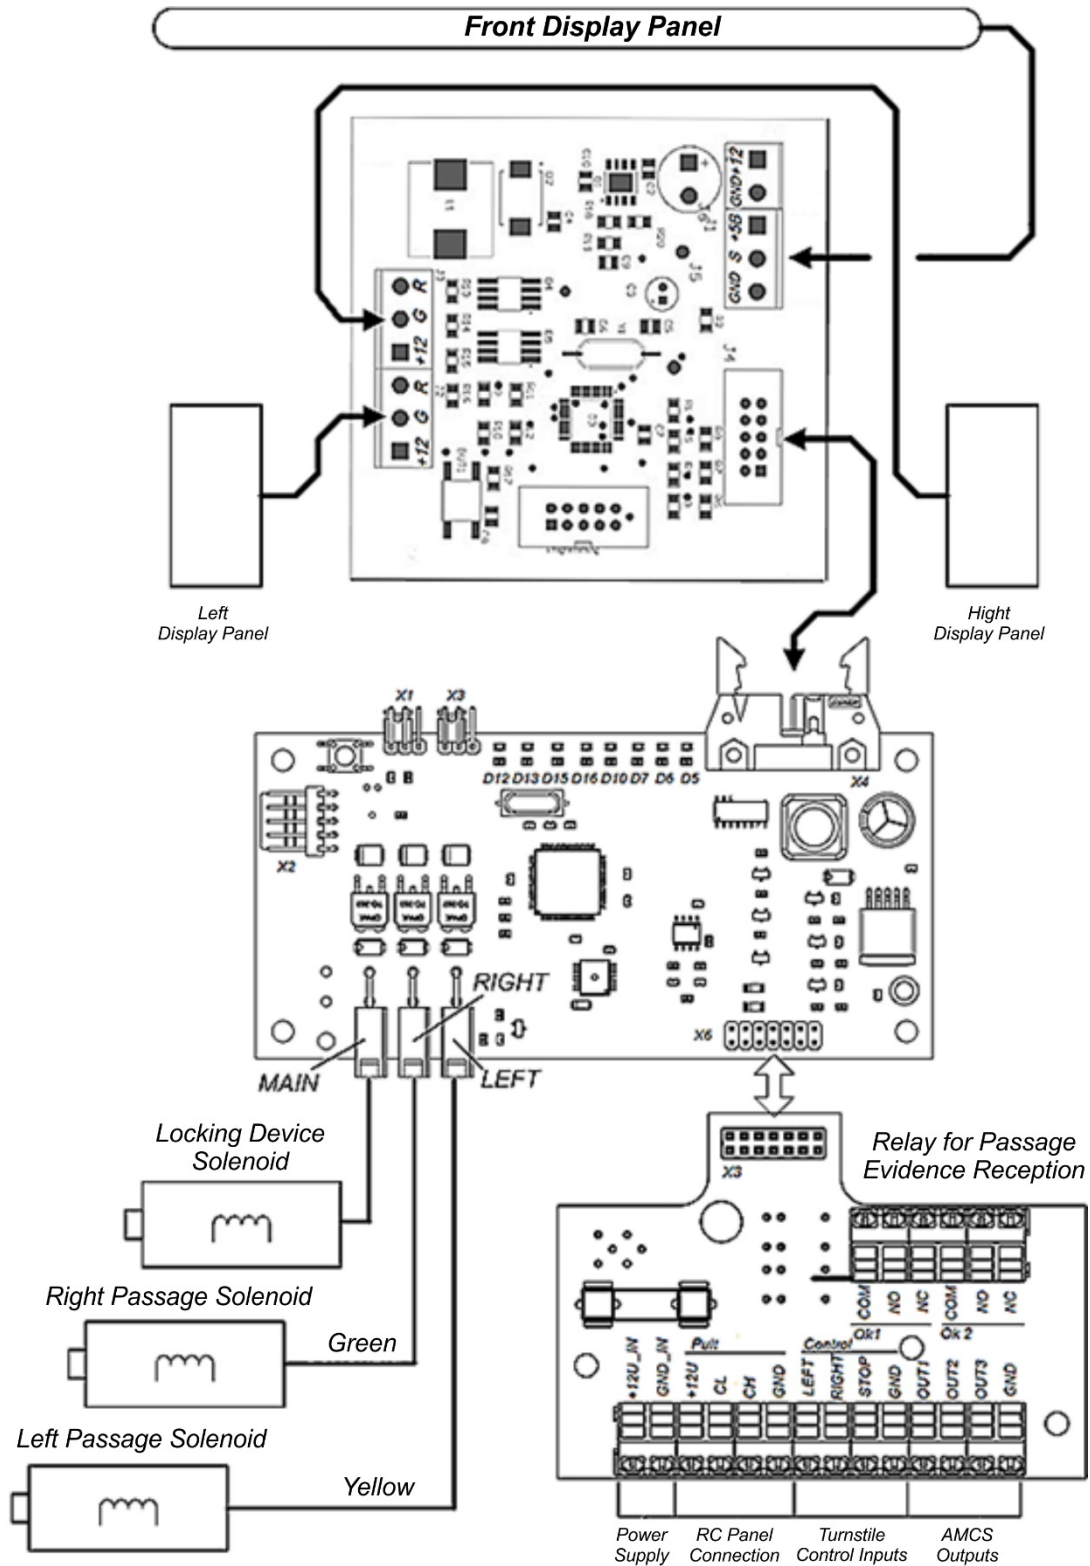 Front Display Panel
GND+12
J6
J1
GND S +5B
J5
J4
J3
R
G
+12
R
G
+12
Left
Display Panel
Hight
Display Panel
X1
X3
D12 D13 D15 D16 D10 D7 D6 D5
X4
X2
RIGHT
X6
MAIN
LEFT
Locking Device
Solenoid
X3
Relay for Passage
Evidence Reception
Right Passage Solenoid
Green
COM
NO
NC
COM
NO
NC
Ok1
Ok 2
Pult
Control
+12U_IN
GND_IN
+12U
CL
CH
GND
LEFT
RIGHT
STOP
GND
OUT1
OUT2
OUT3
GND
Left Passage Solenoid
Yellow
Power
Supply
RC Panel
Connection
Turnstile
Control Inputs
AMCS
Outputs